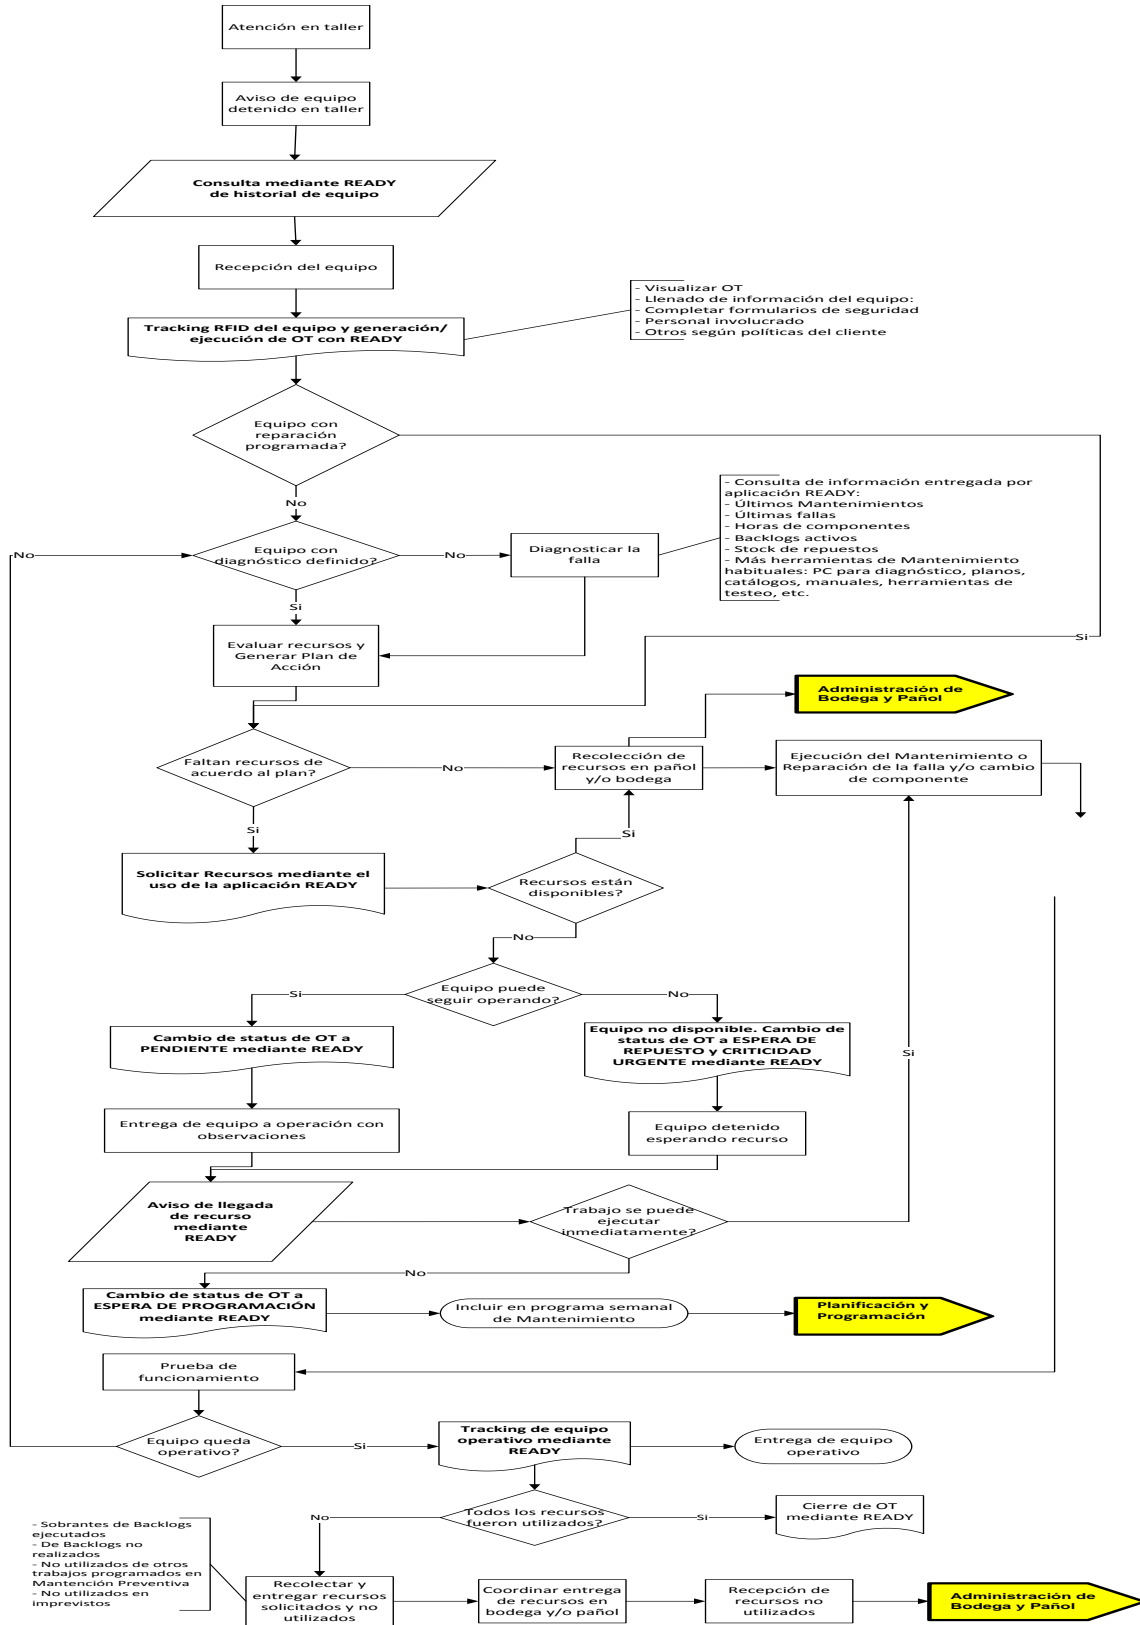 Atención en taller
Aviso de equipo
detenido en taller
Consulta mediante READY
de historial de equipo
Recepción del equipo
Tracking RFID del equipo y generación/
ejecución de OT con READY
- Visualizar OT
- Llenado de información del equipo:
- Completar formularios de seguridad
- Personal involucrado
- Otros según políticas del cliente
Equipo con
reparación
programada?
No
Si
Equipo con
diagnóstico definido?
No
No
Diagnosticar la
falla
- Consulta de información entregada por
aplicación READY:
- Últimos Mantenimientos
- Últimas fallas
- Horas de componentes
- Backlogs activos
- Stock de repuestos
- Más herramientas de Mantenimiento
habituales: PC para diagnóstico, planos,
catálogos, manuales, herramientas de
testeo, etc.
Si
Evaluar recursos y
Generar Plan de
Acción
Administración de
Bodega y Pañol
Faltan recursos de
acuerdo al plan?
No
Recolección de
recursos en pañol
y/o bodega
Ejecución del Mantenimiento o
Reparación de la falla y/o cambio
de componente
Si
Si
Solicitar Recursos mediante el
uso de la aplicación READY
Recursos están
disponibles?
No
Equipo puede
seguir operando?
Si
No
Cambio de status de OT a
PENDIENTE mediante READY
Equipo no disponible. Cambio de
status de OT a ESPERA DE
REPUESTO y CRITICIDAD
URGENTE mediante READY
Si
Entrega de equipo a operación con
observaciones
Equipo detenido
esperando recurso
Aviso de llegada
de recurso
mediante
READY
Trabajo se puede
ejecutar
inmediatamente?
No
Cambio de status de OT a
ESPERA DE PROGRAMACIÓN
mediante READY
Incluir en programa semanal
de Mantenimiento
Planificación y
Programación
Prueba de
funcionamiento
Equipo queda
operativo?
Si
Tracking de equipo
operativo mediante
READY
Entrega de equipo
operativo
Todos los recursos
fueron utilizados?
No
Si
Cierre de OT
mediante READY
- Sobrantes de Backlogs
ejecutados
- De Backlogs no
realizados
- No utilizados de otros
trabajos programados en
Mantención Preventiva
- No utilizados en
imprevistos
Recolectar y
entregar recursos
solicitados y no
utilizados
Coordinar entrega
de recursos en
bodega y/o pañol
Recepción de
recursos no
utilizados
Administración de
Bodega y Pañol